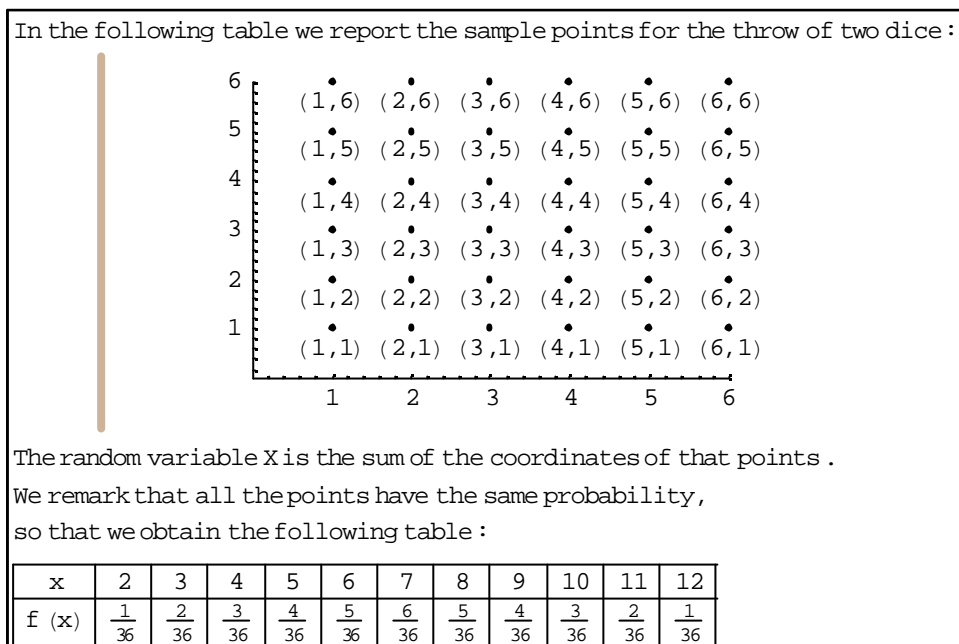 In the following table we report the sample points for the throw of two dice :
6
(1,6) (2,6) (3,6) (4,6) (5,6) (6,6)
5
(1,5) (2,5) (3,5) (4,5) (5,5) (6,5)
4
(1,4) (2,4) (3,4) (4,4) (5,4) (6,4)
3
(1,3) (2,3) (3,3) (4,3) (5,3) (6,3)
2
(1,2) (2,2) (3,2) (4,2) (5,2) (6,2)
1
(1,1) (2,1) (3,1) (4,1) (5,1) (6,1)
1 2 3 4 5 6
The random variable X is the sum of the coordinates of that points .
We remark that all the points have the same probability,
so that we obtain the following table :
x 2 3 4 5 6 7 8 9 10 11 12
f (x) 1/36 2/36 3/36 4/36 5/36 6/36 5/36 4/36 3/36 2/36 1/36